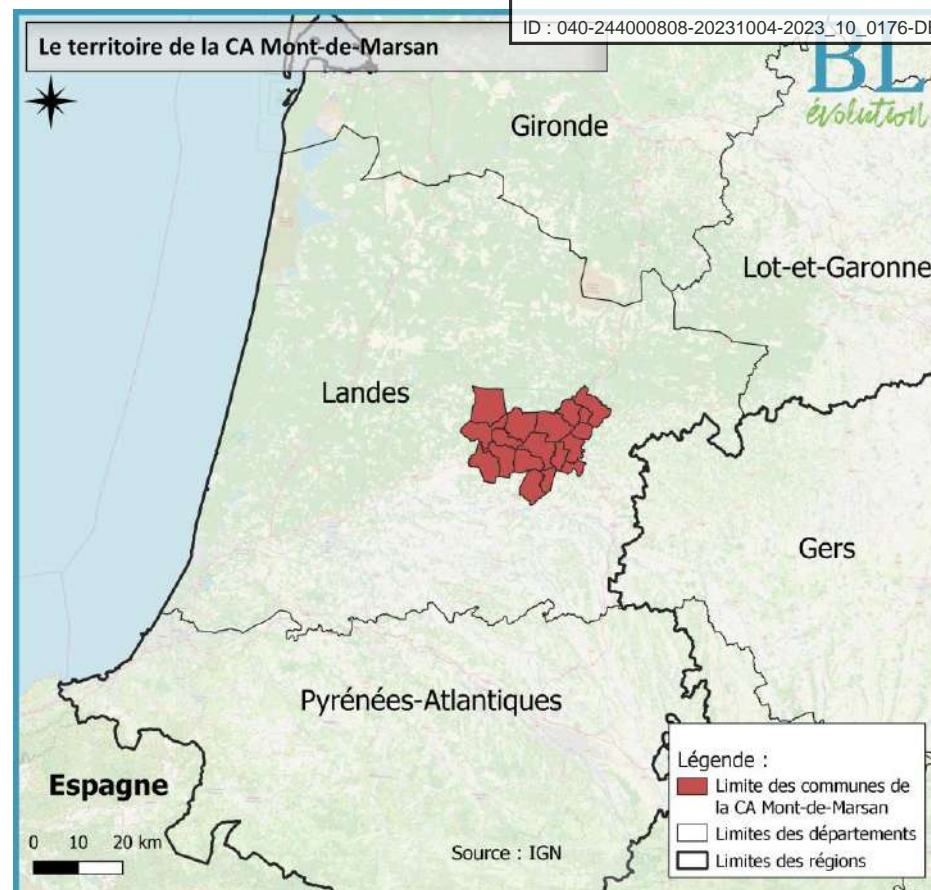 ID : 040-244000808-20231004-2023_10_0176-DE
Le territoire de la CA Mont-de-Marsan
BL
évolution
Gironde
Lot-et-Garonne
Landes
Gers
Pyrénées-Atlantiques
Espagne
Légende :
Limite des communes de
la CA Mont-de-Marsan
Limites des départements
Limites des régions
0 10 20 km
Source : IGN